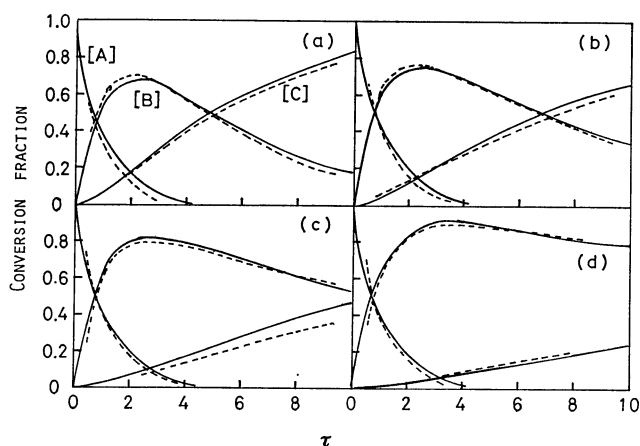 1.0
0.8
0.6
0.4
0.2
0
[A]
[B]
[C]
(a)
(b)
CONVERSION FRACTION
0.8
0.6
0.4
0.2
0
(c)
(d)
0 2 4 6 8 0 2 4 6 8 10
τ